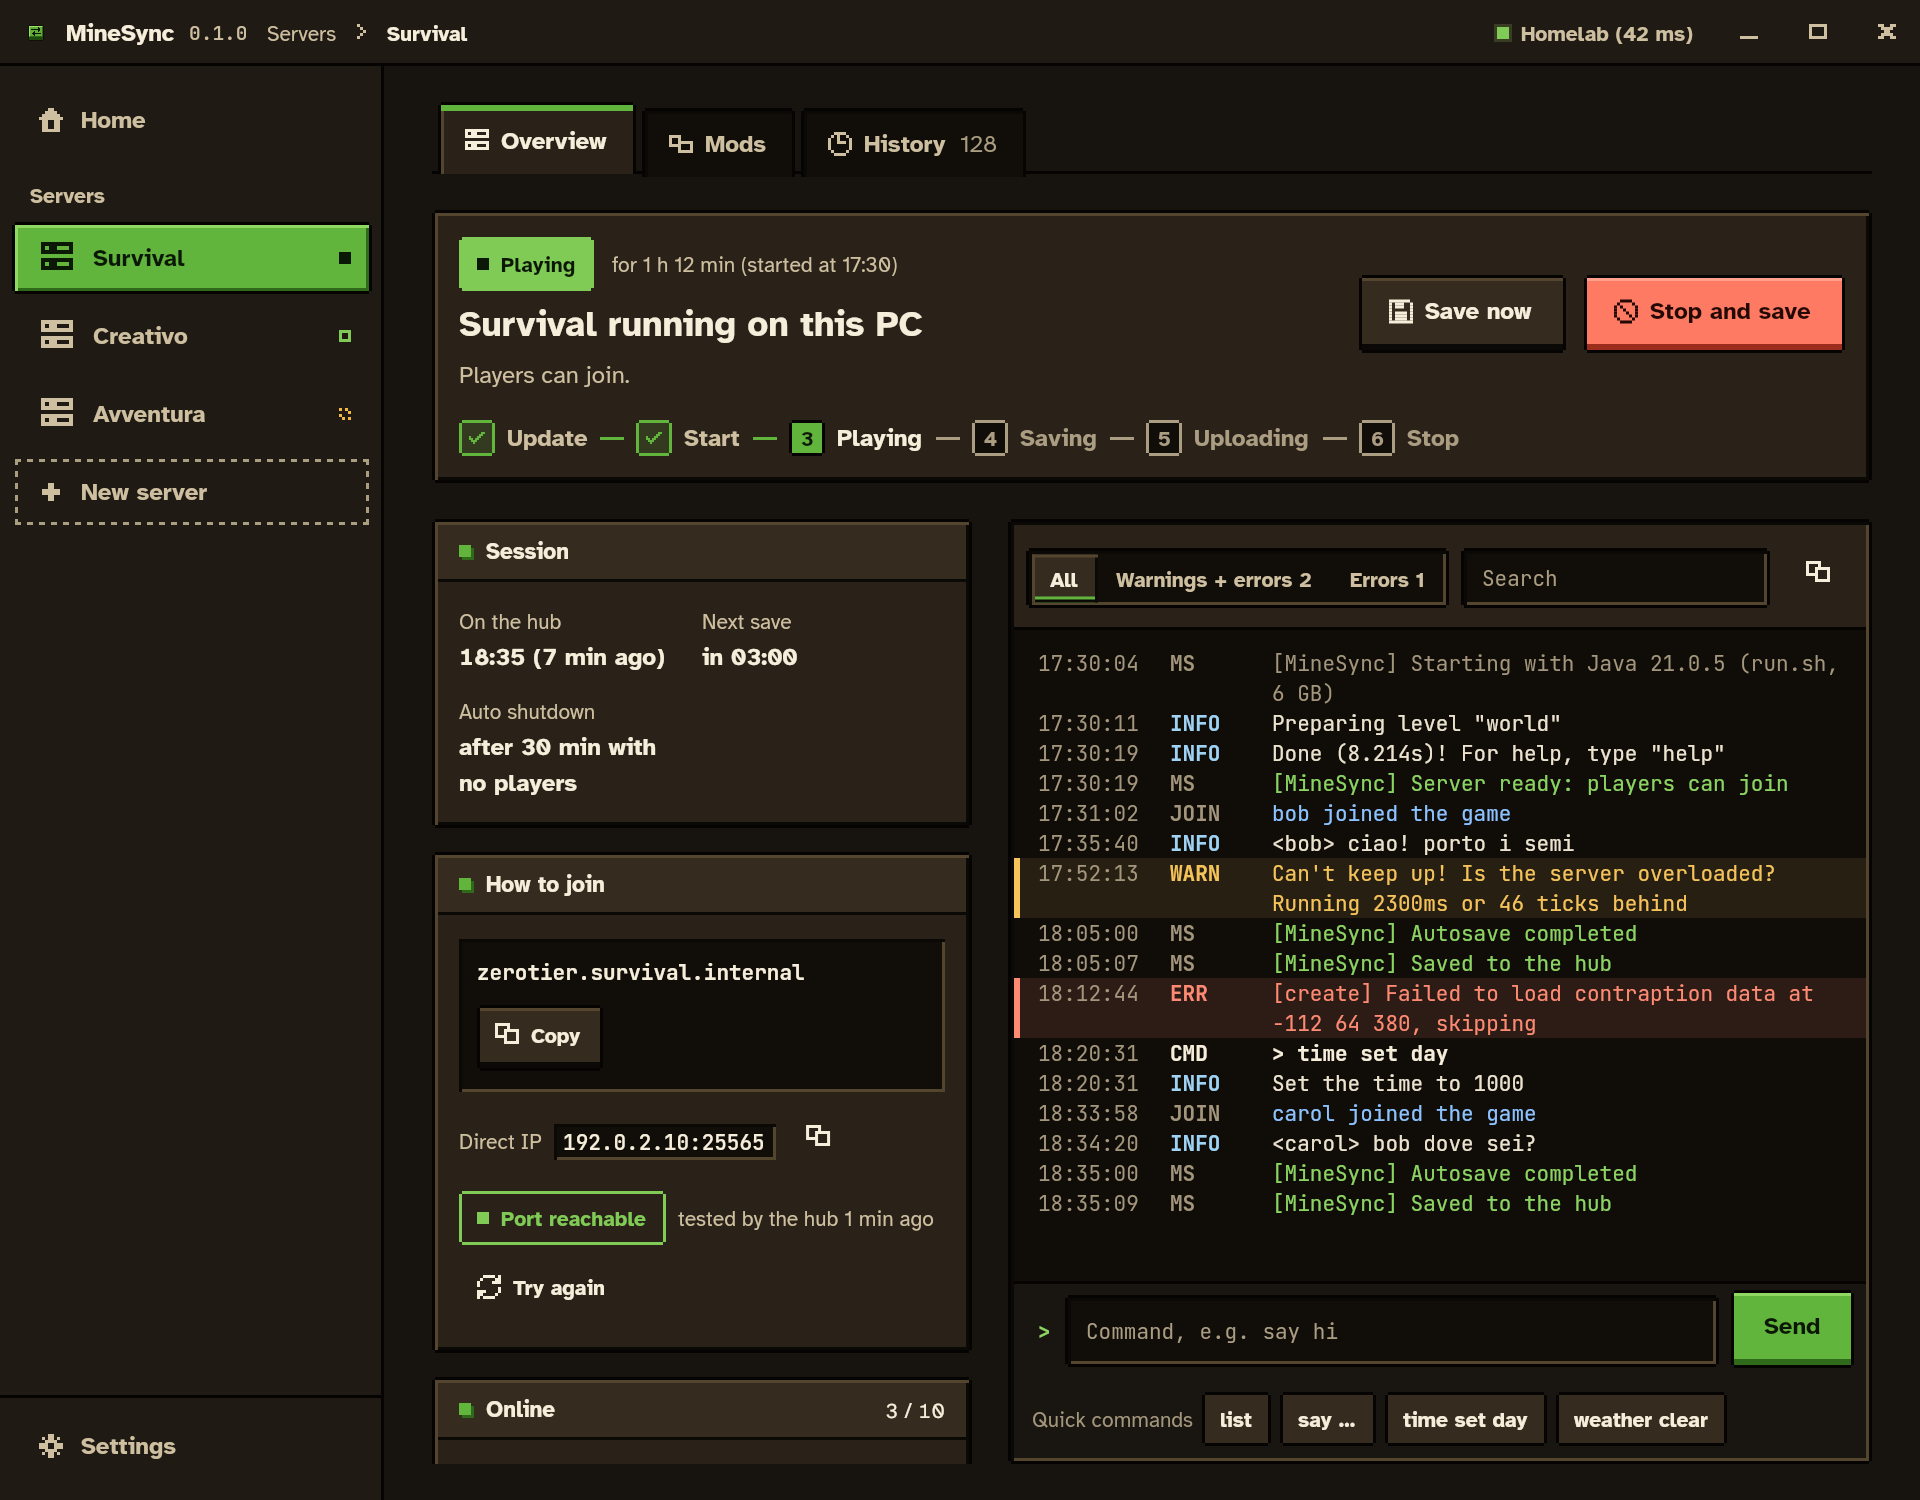 MineSync 0.1.0 Servers > Survival
Homelab (42 ms)
Home
Servers
Survival
Creativo
Avventura
New server
Settings
Overview
Mods
History 128
Playing for 1 h 12 min (started at 17:30)
Survival running on this PC
Players can join.
Save now
Stop and save
Update
Start
3 Playing
4 Saving
5 Uploading
6 Stop
Session
On the hub
18:35 (7 min ago)
Next save
in 03:00
Auto shutdown
after 30 min with
no players
How to join
zerotier.survival.internal
Copy
Direct IP 192.0.2.10:25565
Port reachable tested by the hub 1 min ago
Try again
Online 3 / 10
All Warnings + errors 2 Errors 1 Search
17:30:04 MS [MineSync] Starting with Java 21.0.5 (run.sh,
6 GB)
17:30:11 INFO Preparing level "world"
17:30:19 INFO Done (8.214s)! For help, type "help"
17:30:19 MS [MineSync] Server ready: players can join
17:31:02 JOIN bob joined the game
17:35:40 INFO <bob> ciao! porto i semi
17:52:13 WARN Can't keep up! Is the server overloaded?
Running 2300ms or 46 ticks behind
18:05:00 MS [MineSync] Autosave completed
18:05:07 MS [MineSync] Saved to the hub
18:12:44 ERR [create] Failed to load contraption data at
-112 64 380, skipping
18:20:31 CMD > time set day
18:20:31 INFO Set the time to 1000
18:33:58 JOIN carol joined the game
18:34:20 INFO <carol> bob dove sei?
18:35:00 MS [MineSync] Autosave completed
18:35:09 MS [MineSync] Saved to the hub
> Command, e.g. say hi
Send
Quick commands list say ... time set day weather clear